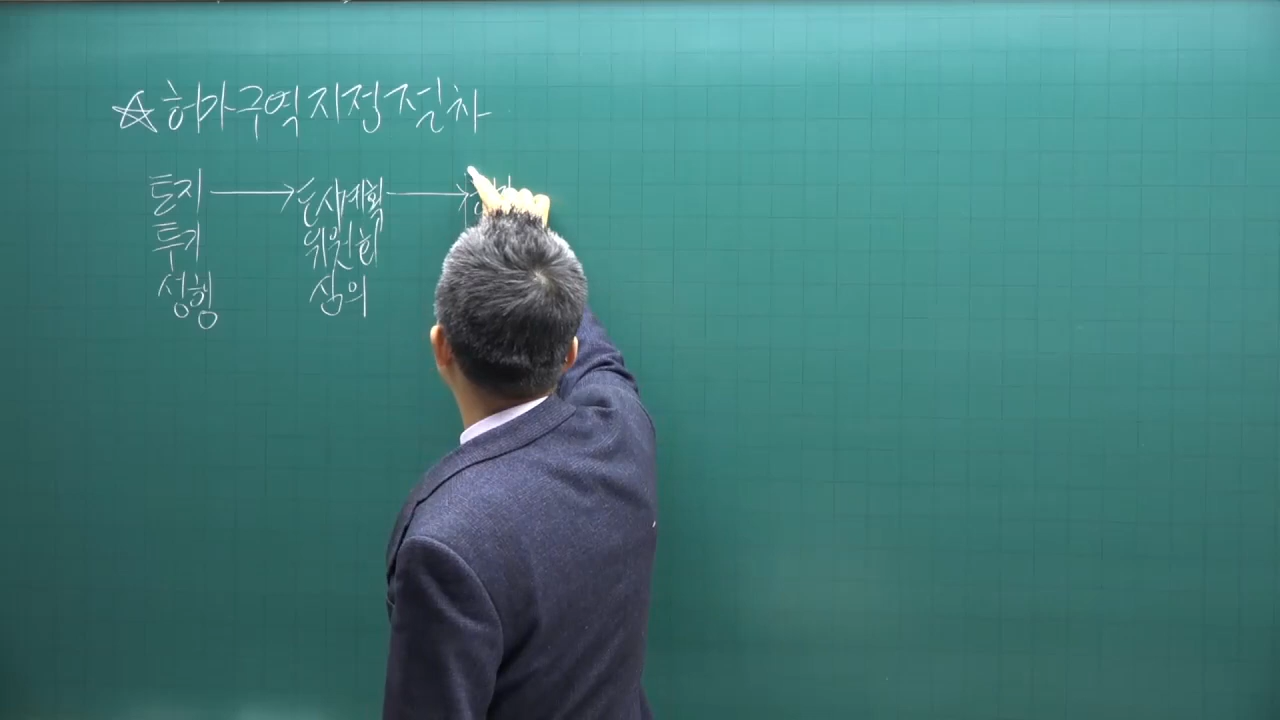 ☆허가구역지정절차
토지 → 도시계획 →
투기 위원회
성행 심의